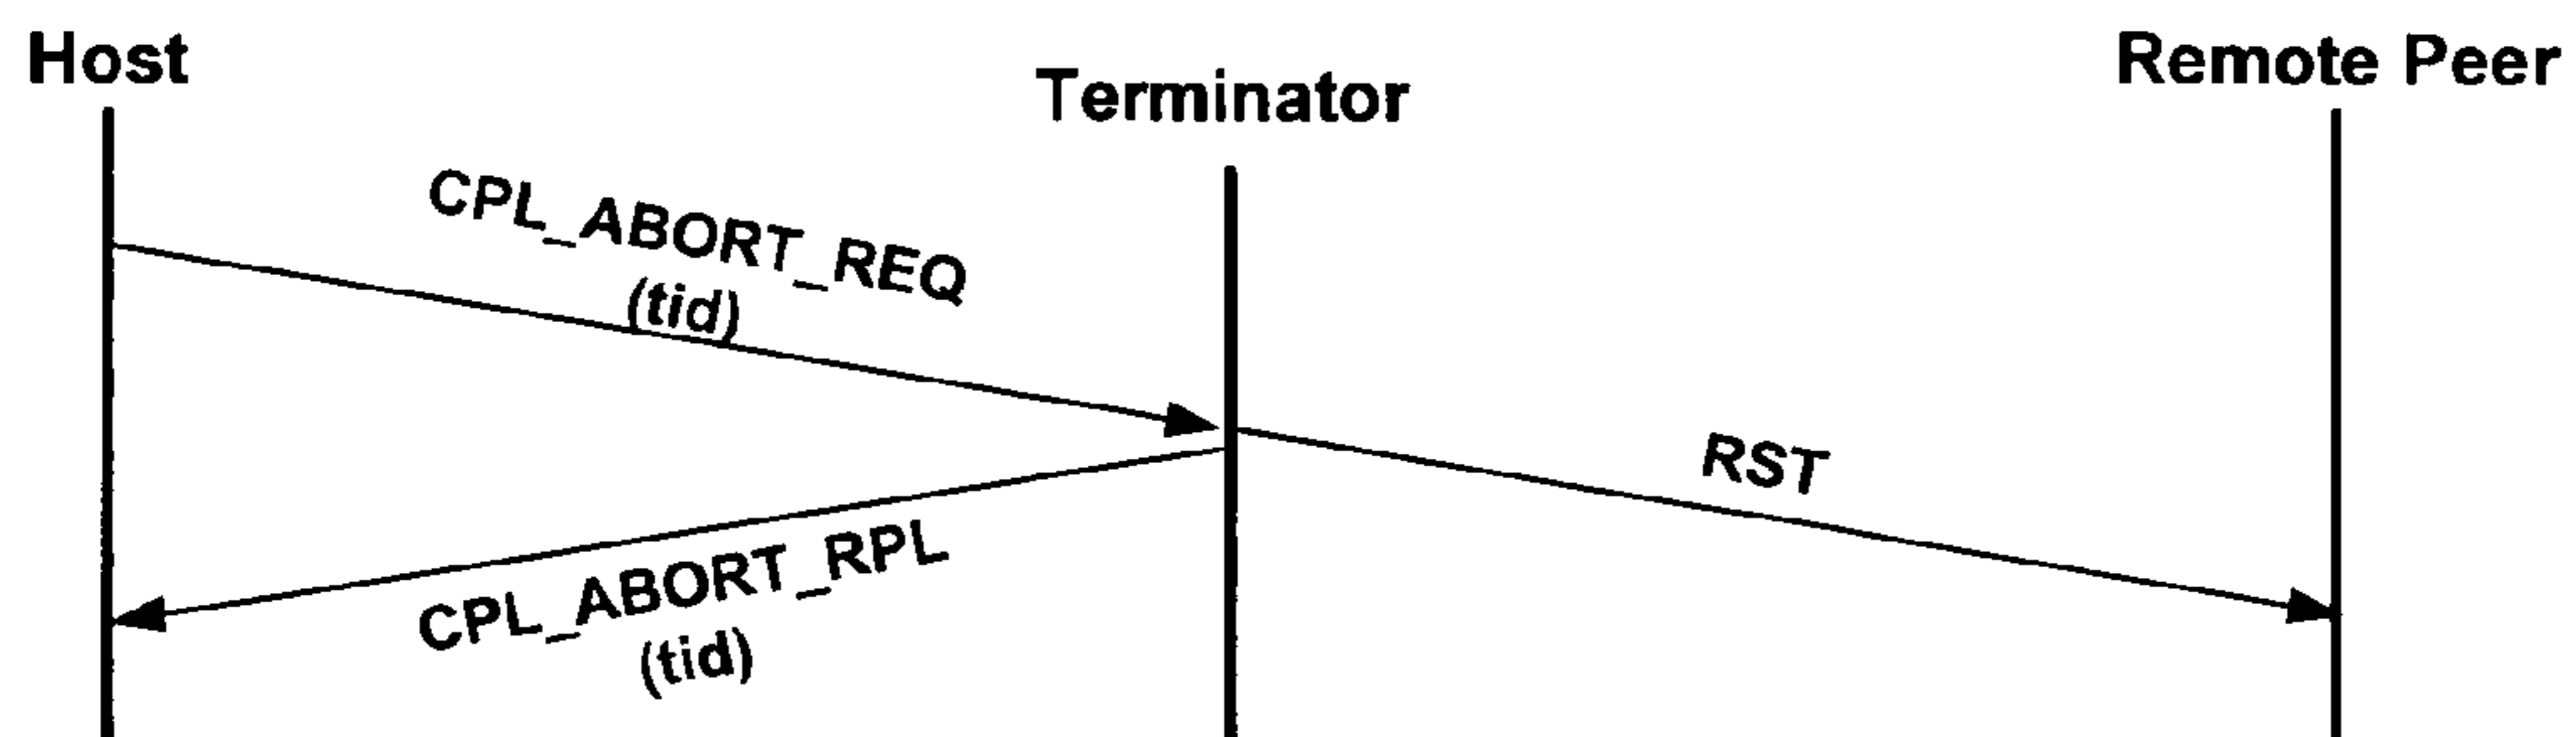 Host
Terminator
Remote Peer
CPL_ABORT_REQ
(tid)
RST
CPL_ABORT_RPL
(tid)